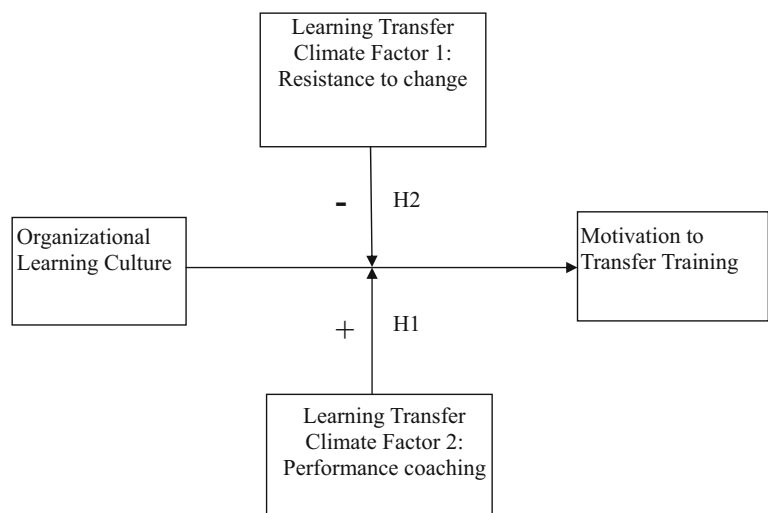 Learning Transfer
Climate Factor 1:
Resistance to change
-
H2
Organizational
Learning Culture
Motivation to
Transfer Training
+
H1
Learning Transfer
Climate Factor 2:
Performance coaching